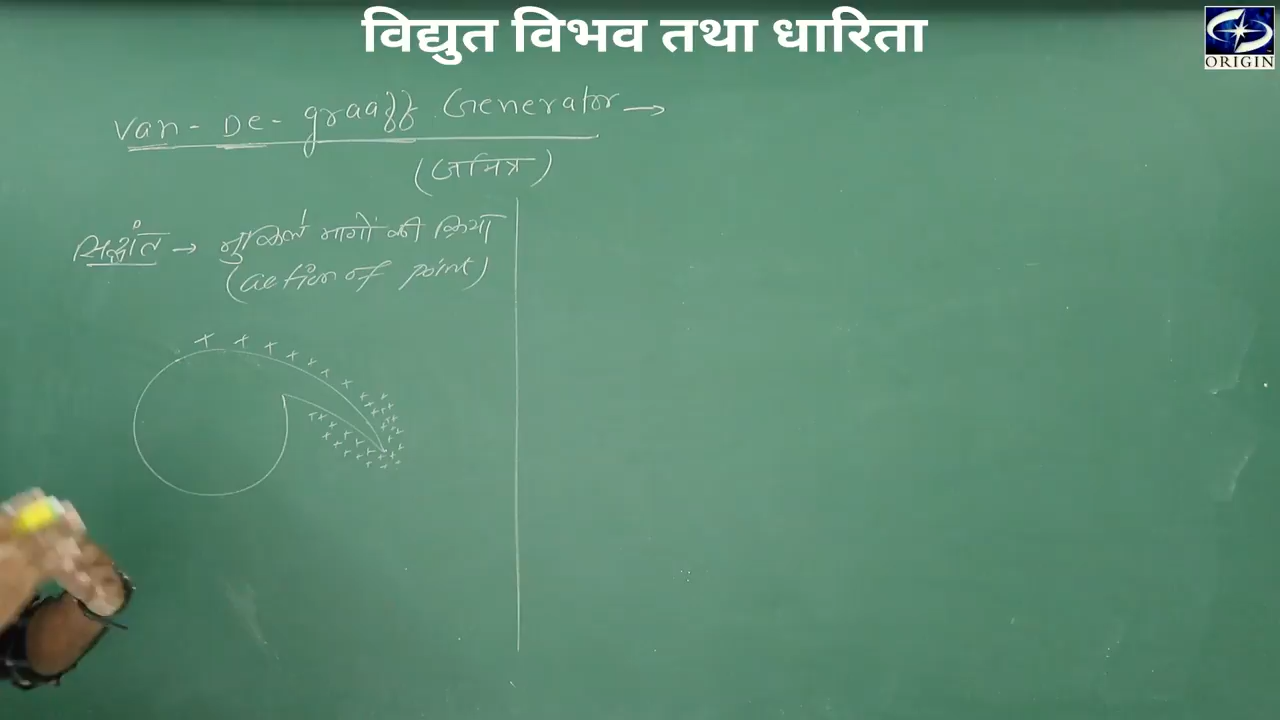 विद्युत विभव तथा धारिता
ORIGIN
Van - De - graaff Generator →
(जनित्र)
सिद्धांत → नुकिले भागों की क्रिया
(action of point)